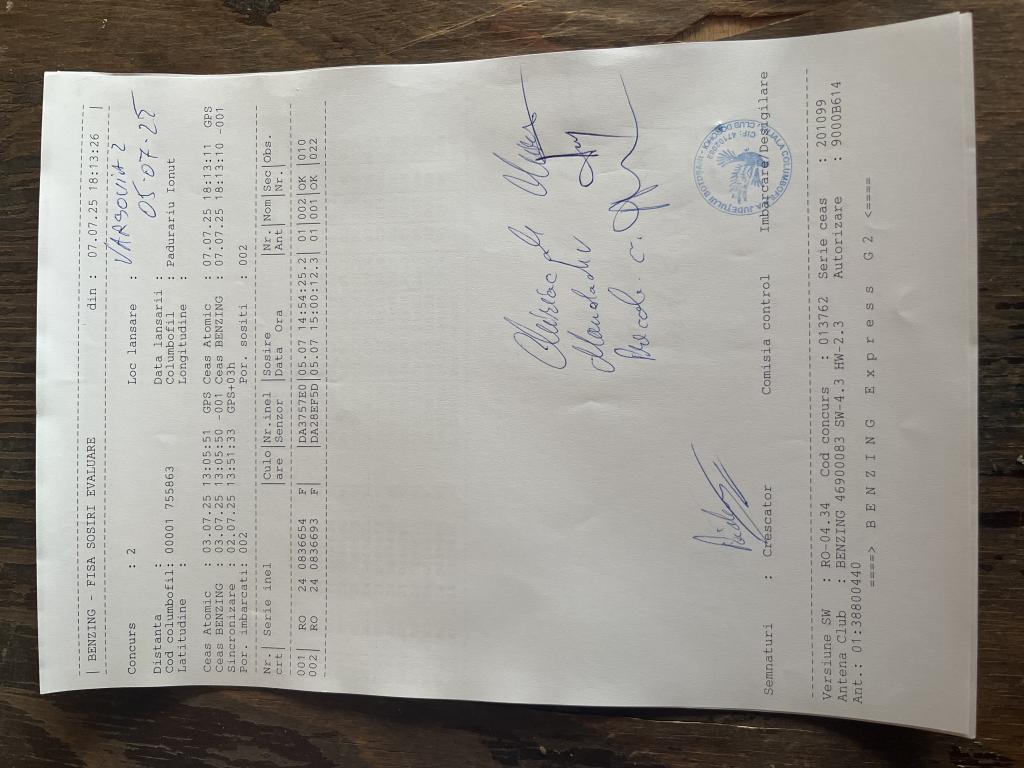 | BENZING - FISA SOSIRI EVALUARE din : 07.07.25 18:13:26 |
Concurs : 2 Loc lansare : VARSOVIA 2
Distanta : Data lansarii : 05.07.25
Cod columbofil: 00001 755863 Columbofil : Padurariu Ionut
Latitudine : Longitudine :
Ceas Atomic : 03.07.25 13:05:51 GPS Ceas Atomic : 07.07.25 18:13:11 GPS
Ceas BENZING : 03.07.25 13:05:50 -001 Ceas BENZING : 07.07.25 18:13:10 -001
Sincronizare : 02.07.25 13:51:33 GPS+03h
Por. imbarcati: 002 Por. sositi : 002
Nr| Serie inel |Culo|Nr.inel |Sosire |Nr. |Nom|Sec|Obs.
crt| |are |Senzor |Data Ora |Ant| |Nr.|
001| RO 24 0836654 F| |DA3757E0|05.07 14:54:25.2| 01|002|OK |010
002| RO 24 0836693 F| |DA28EF5D|05.07 15:00:12.3| 01|001|OK |022
Semnaturi : Crescator Comisia control Imbarcare/Desigilare
Versiune SW : RO-04.34 Cod concurs : 013762 Serie ceas : 201099
Antena Club : BENZING 46900083 SW-4.3 HW-2.3 Autorizare : 9000B614
Ant.: 01:38800440
====> B E N Z I N G E x p r e s s G 2 <====